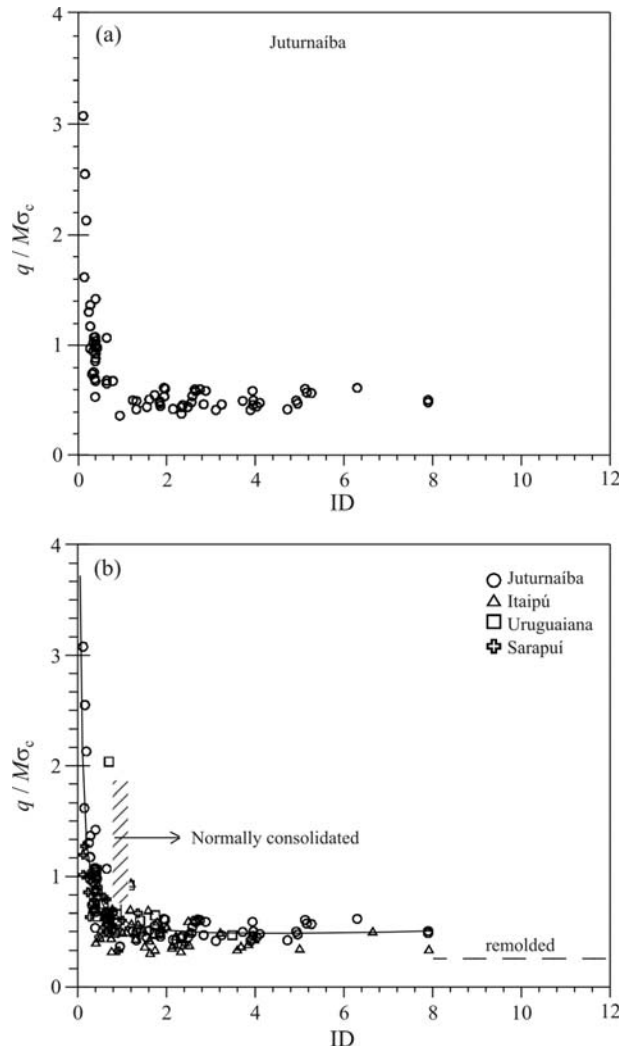 (a)
Juturnaíba
4
3
2
1
0
q / Mσc
0
2
4
6
8
10
12
ID
(b)
Juturnaíba
Itaipú
Uruguaiana
Sarapuí
4
3
2
1
0
q / Mσc
Normally consolidated
remolded
0
2
4
6
8
10
12
ID